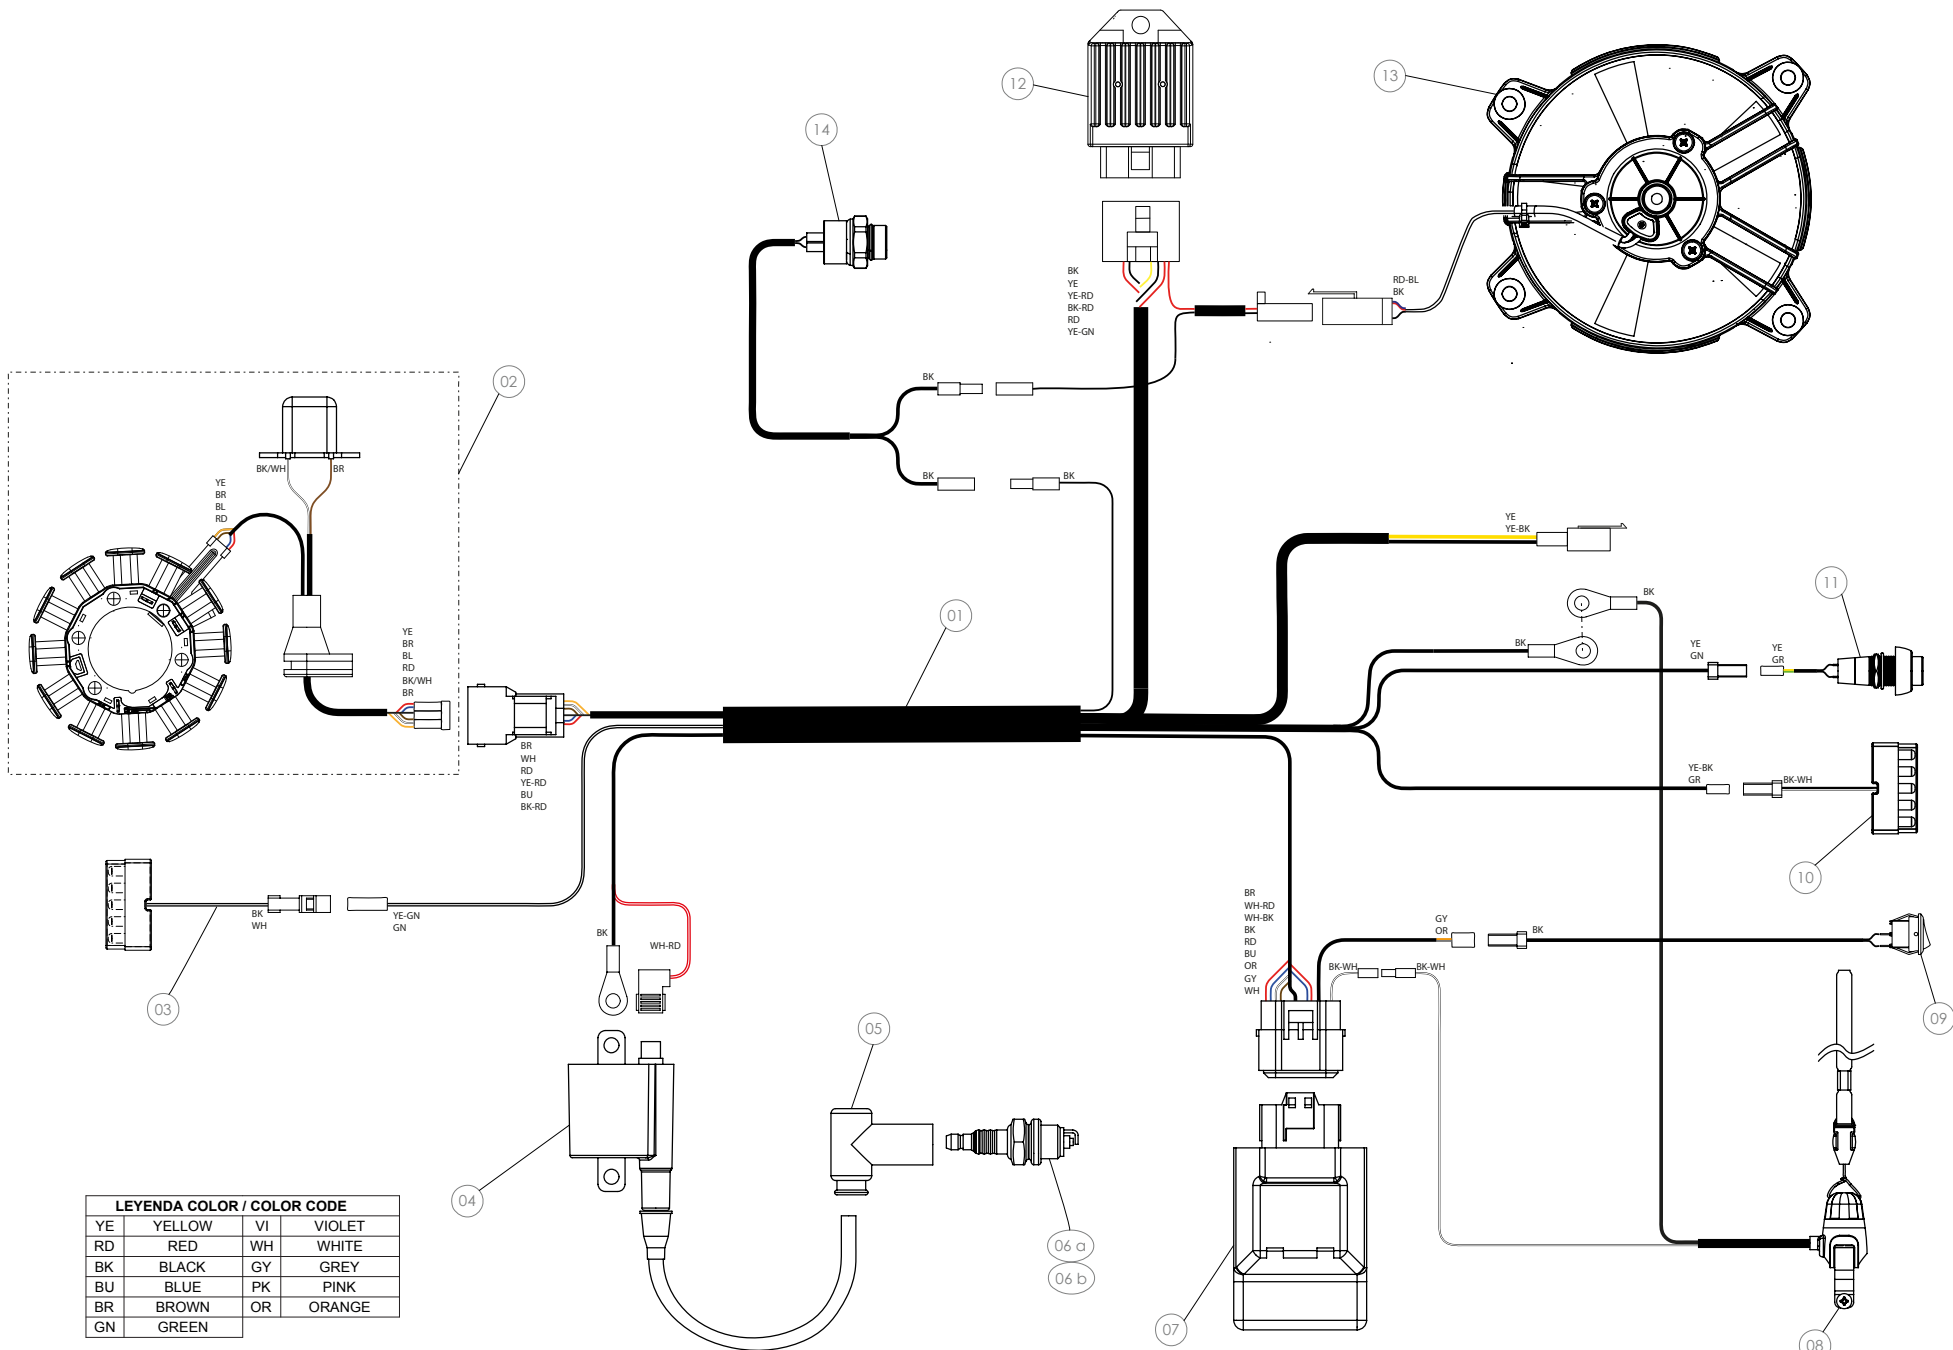 12
13
14
BK
YE
YE-RD
BK-RD
RD
YE-GN
RD-BL
BK
02
BK/WH
BR
YE
BR
BL
RD
BK
BK
BK
YE
YE-BK
11
BK
YE
BR
BL
RD
BK/WH
BR
01
BK
YE
GN
YE
GR
BR
WH
RD
YE-RD
BU
BK-RD
YE-BK
GR
BK-WH
10
BK
WH
YE-GN
GN
BK
WH-RD
BR
WH-RD
WH-BK
BK
RD
BU
OR
GY
WH
GY
OR
BK
BK-WH
BK-WH
03
05
09
04
06 a
06 b
07
08
LEYENDA COLOR / COLOR CODE
YE YELLOW VI VIOLET
RD RED WH WHITE
BK BLACK GY GREY
BU BLUE PK PINK
BR BROWN OR ORANGE
GN GREEN